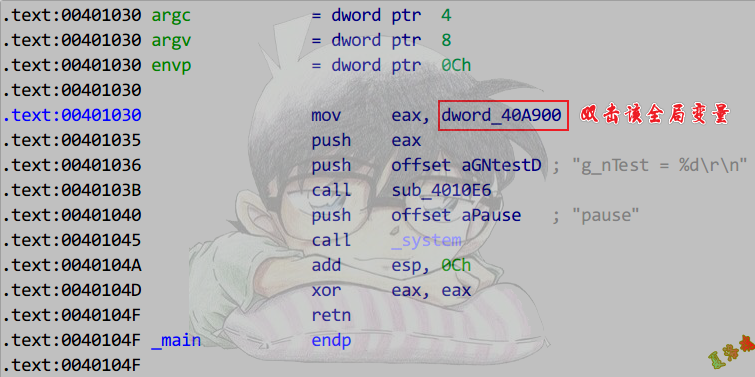 .text:00401030 argc = dword ptr 4
.text:00401030 argv = dword ptr 8
.text:00401030 envp = dword ptr 0Ch
.text:00401030
.text:00401030 mov eax, dword_40A900 双击该全局变量
.text:00401035 push eax
.text:00401036 push offset aGNtestD ; "g_nTest = %d\r\n"
.text:0040103B call sub_4010E6
.text:00401040 push offset aPause ; "pause"
.text:00401045 call _system
.text:0040104A add esp, 0Ch
.text:0040104D xor eax, eax
.text:0040104F retn
.text:0040104F _main endp
.text:0040104F